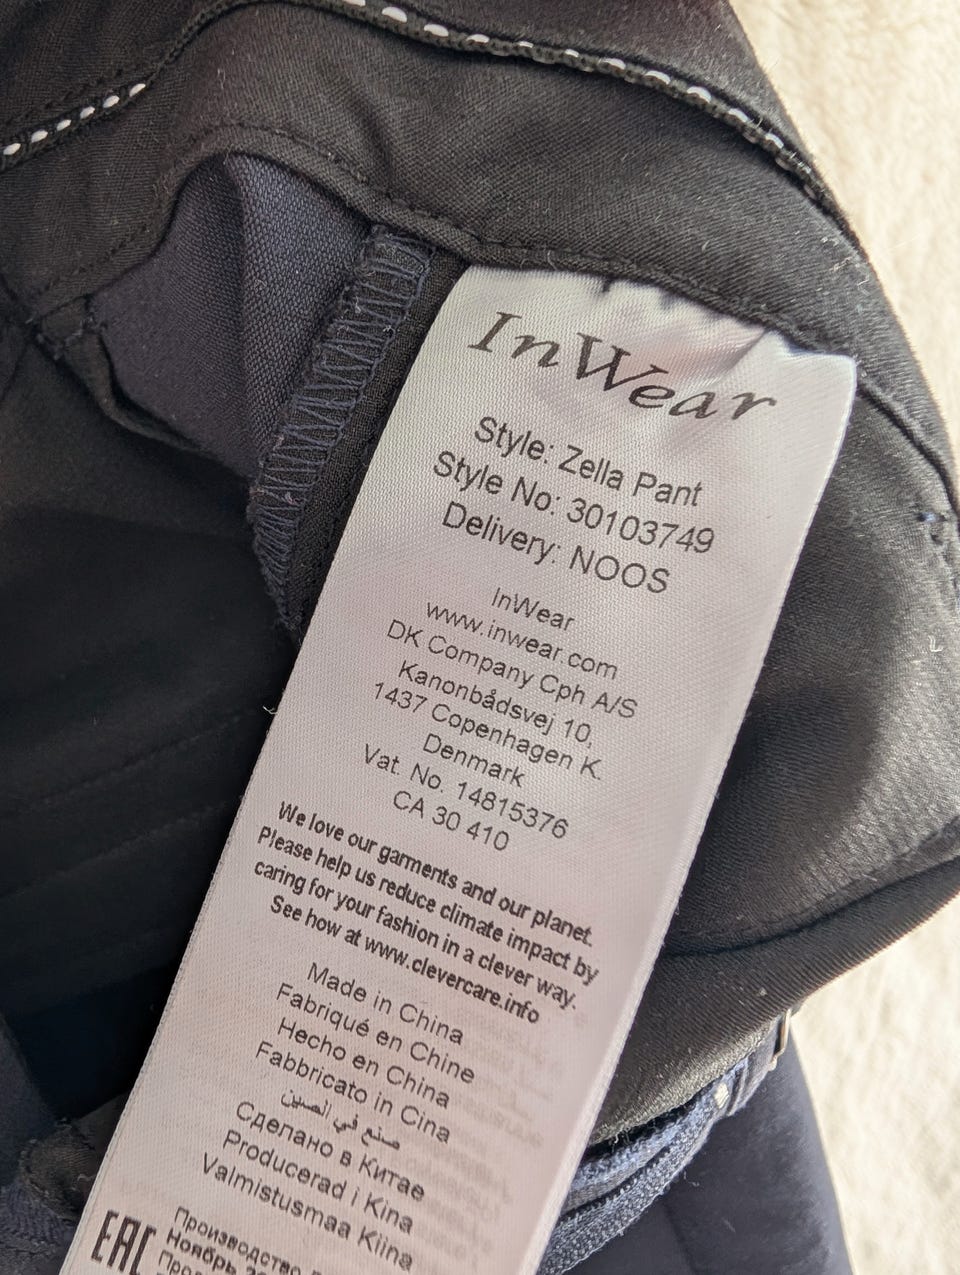 InWear
Style: Zella Pant
Style No: 30103749
Delivery: NOOS
InWear
www.inwear.com
DK Company Cph A/S
Kanonbådsvej 10,
1437 Copenhagen K.
Denmark
Vat. No. 14815376
CA 30 410
We love our garments and our planet.
Please help us reduce climate impact by
caring for your fashion in a clever way.
See how at www.clevercare.info
Made in China
Fabriqué en Chine
Hecho en China
Fabbricato in Cina
صنع في الصين
Сделано в Китае
Producerad i Kina
Valmistusmaa Kiina
EAC
Производство
Ноябрь